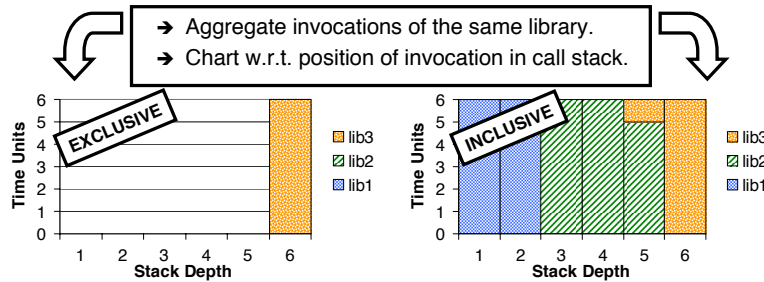 ➔ Aggregate invocations of the same library.
➔ Chart w.r.t. position of invocation in call stack.
Time Units
6
5
4
3
2
1
0
EXCLUSIVE
1 2 3 4 5 6
Stack Depth
lib3
lib2
lib1
Time Units
6
5
4
3
2
1
0
INCLUSIVE
1 2 3 4 5 6
Stack Depth
lib3
lib2
lib1